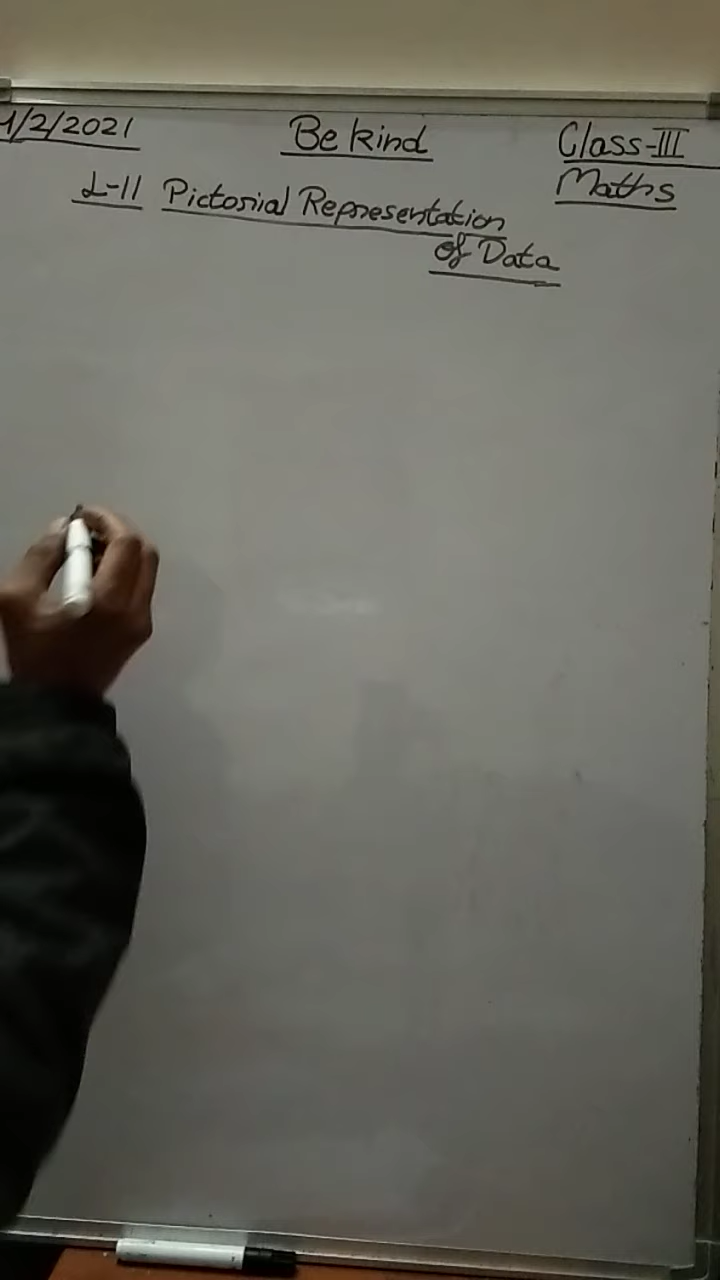 1/2/2021 Be kind Class-III
Maths
L-11 Pictorial Representation
of Data